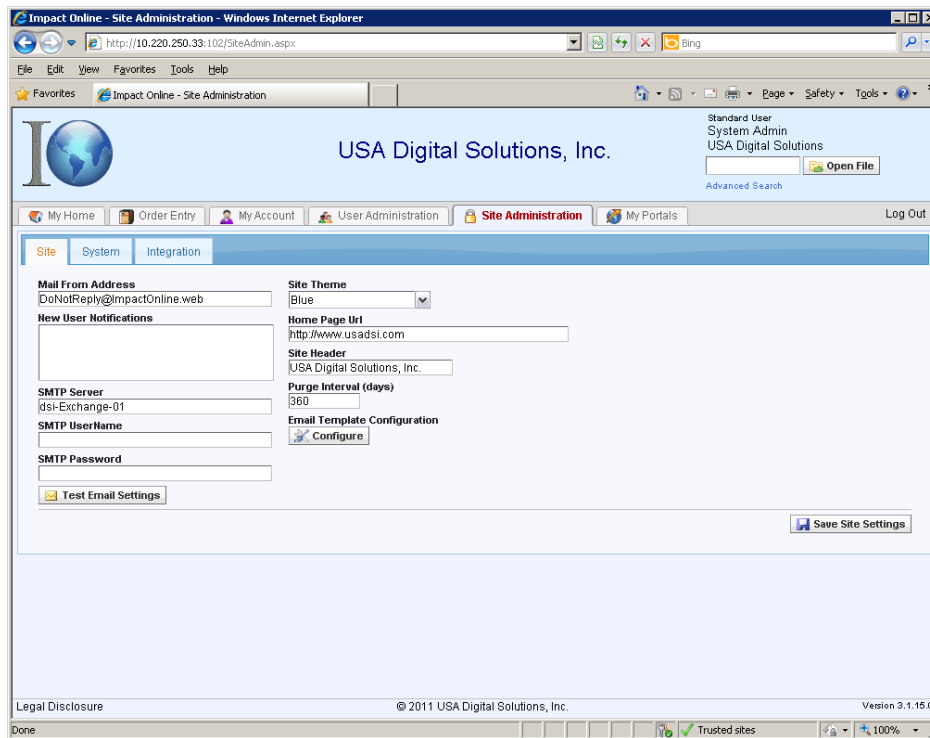 Impact Online - Site Administration - Windows Internet Explorer
http://10.220.250.33:102/SiteAdmin.aspx
Bing
File Edit View Favorites Tools Help
Favorites Impact Online - Site Administration Page Safety Tools
IO
USA Digital Solutions, Inc.
Standard User
System Admin
USA Digital Solutions
Open File
Advanced Search
My Home Order Entry My Account User Administration Site Administration My Portals Log Out
Site System Integration
Mail From Address
DoNotReply@ImpactOnline.web
New User Notifications
SMTP Server
dsi-Exchange-01
SMTP UserName
SMTP Password
Test Email Settings
Site Theme
Blue
Home Page Url
http://www.usadsi.com
Site Header
USA Digital Solutions, Inc.
Purge Interval (days)
360
Email Template Configuration
Configure
Save Site Settings
Legal Disclosure © 2011 USA Digital Solutions, Inc. Version 3.1.15.0
Done Trusted sites 100%